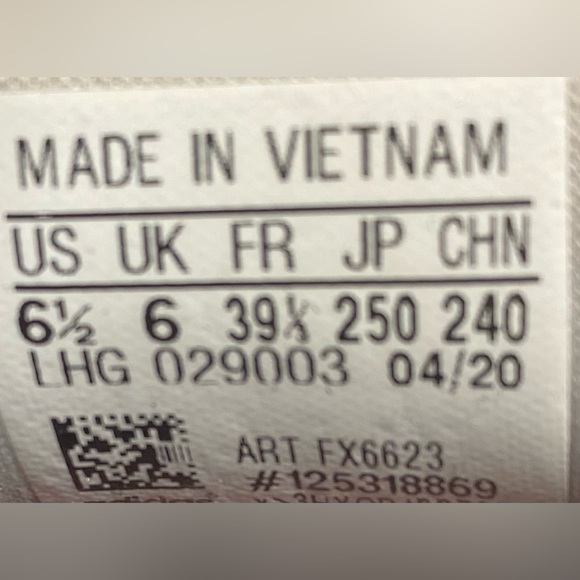 MADE IN VIETNAM
US UK FR JP CHN
6½ 6 39⅓ 250 240
LHG 029003 04/20
ART FX6623
#125318869